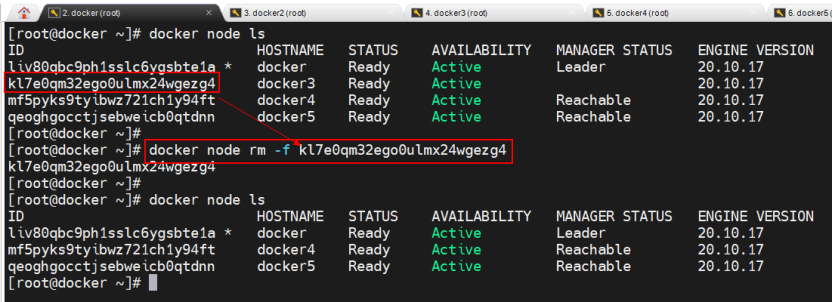 2. docker (root) × 3. docker2 (root) 4. docker3 (root) 5. docker4 (root) 6. docker5 (
[root@docker ~]# docker node ls
ID HOSTNAME STATUS AVAILABILITY MANAGER STATUS ENGINE VERSION
liv80qbc9ph1sslc6ygsbte1a * docker Ready Active Leader 20.10.17
kl7e0qm32ego0ulmx24wgezg4 docker3 Ready Active 20.10.17
mf5pyks9tyibwz721ch1y94ft docker4 Ready Active Reachable 20.10.17
qeoghgocctjsebweicb0qtdnn docker5 Ready Active Reachable 20.10.17
[root@docker ~]#
[root@docker ~]# docker node rm -f kl7e0qm32ego0ulmx24wgezg4
kl7e0qm32ego0ulmx24wgezg4
[root@docker ~]#
[root@docker ~]# docker node ls
ID HOSTNAME STATUS AVAILABILITY MANAGER STATUS ENGINE VERSION
liv80qbc9ph1sslc6ygsbte1a * docker Ready Active Leader 20.10.17
mf5pyks9tyibwz721ch1y94ft docker4 Ready Active Reachable 20.10.17
qeoghgocctjsebweicb0qtdnn docker5 Ready Active Reachable 20.10.17
[root@docker ~]#